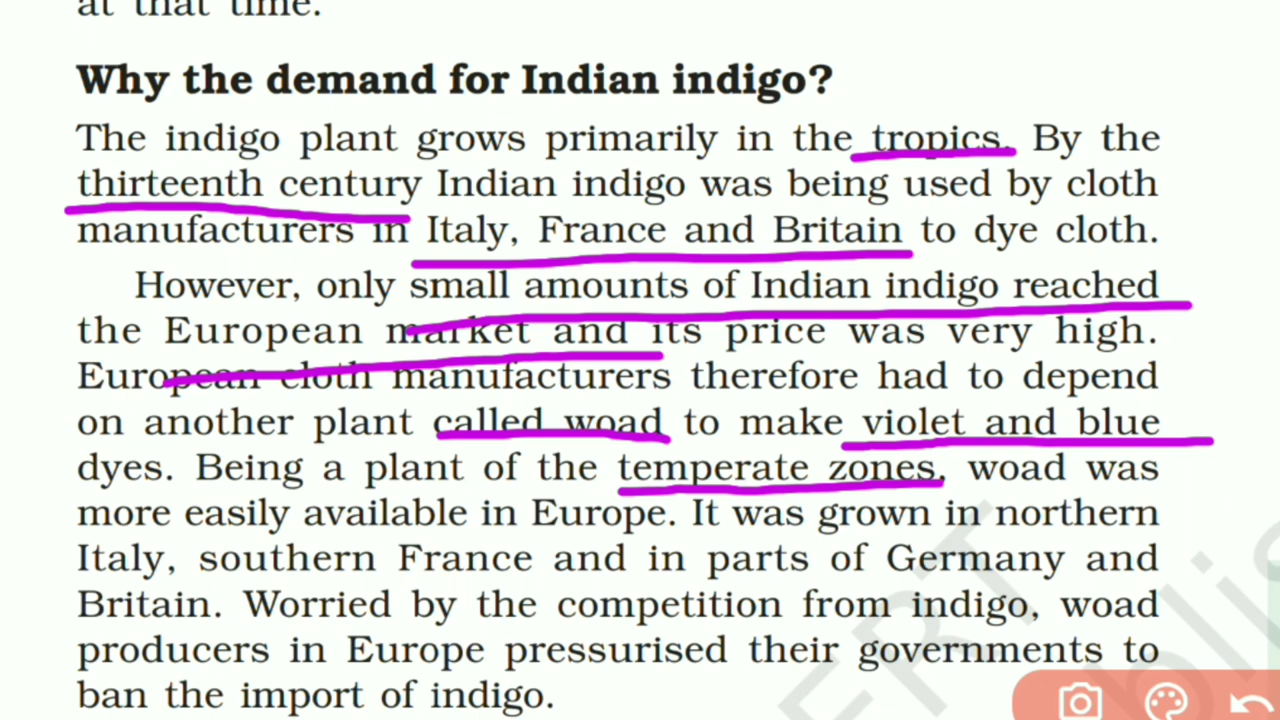 at that time.
Why the demand for Indian indigo?
The indigo plant grows primarily in the tropics. By the
thirteenth century Indian indigo was being used by cloth
manufacturers in Italy, France and Britain to dye cloth.
However, only small amounts of Indian indigo reached
the European market and its price was very high.
European cloth manufacturers therefore had to depend
on another plant called woad to make violet and blue
dyes. Being a plant of the temperate zones, woad was
more easily available in Europe. It was grown in northern
Italy, southern France and in parts of Germany and
Britain. Worried by the competition from indigo, woad
producers in Europe pressurised their governments to
ban the import of indigo.